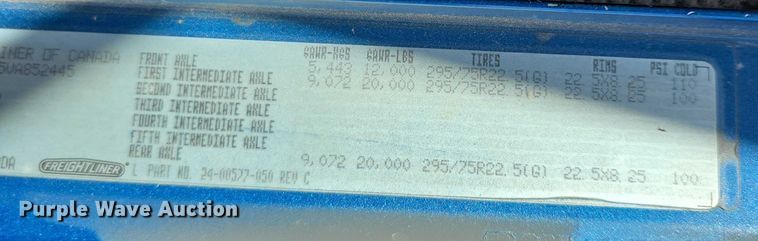 GAWR-KGS GAWR-LBS TIRES RIMS PSI COLD
LINER OF CANADA FRONT AXLE 5,443 12,000 295/75R22.5(G) 22.5X8.25 110
5UA852445 FIRST INTERMEDIATE AXLE 9,072 20,000 295/75R22.5(G) 22.5X8.25 100
SECOND INTERMEDIATE AXLE
THIRD INTERMEDIATE AXLE
FOURTH INTERMEDIATE AXLE
FIFTH INTERMEDIATE AXLE
ADA FREIGHTLINER REAR AXLE 9,072 20,000 295/75R22.5(G) 22.5X8.25 100
L PART NO. 24-00577-050 REV C
Purple Wave Auction